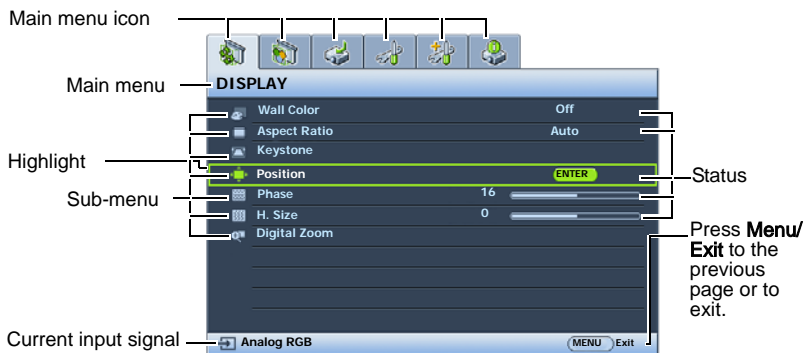 Main menu icon
Main menu
DISPLAY
Wall Color Off
Aspect Ratio Auto
Keystone
Highlight
Position ENTER
Status
Sub-menu
Phase 16
H. Size 0
Digital Zoom
Press Menu/
Exit to the
previous
page or to
exit.
Current input signal
Analog RGB
MENU Exit